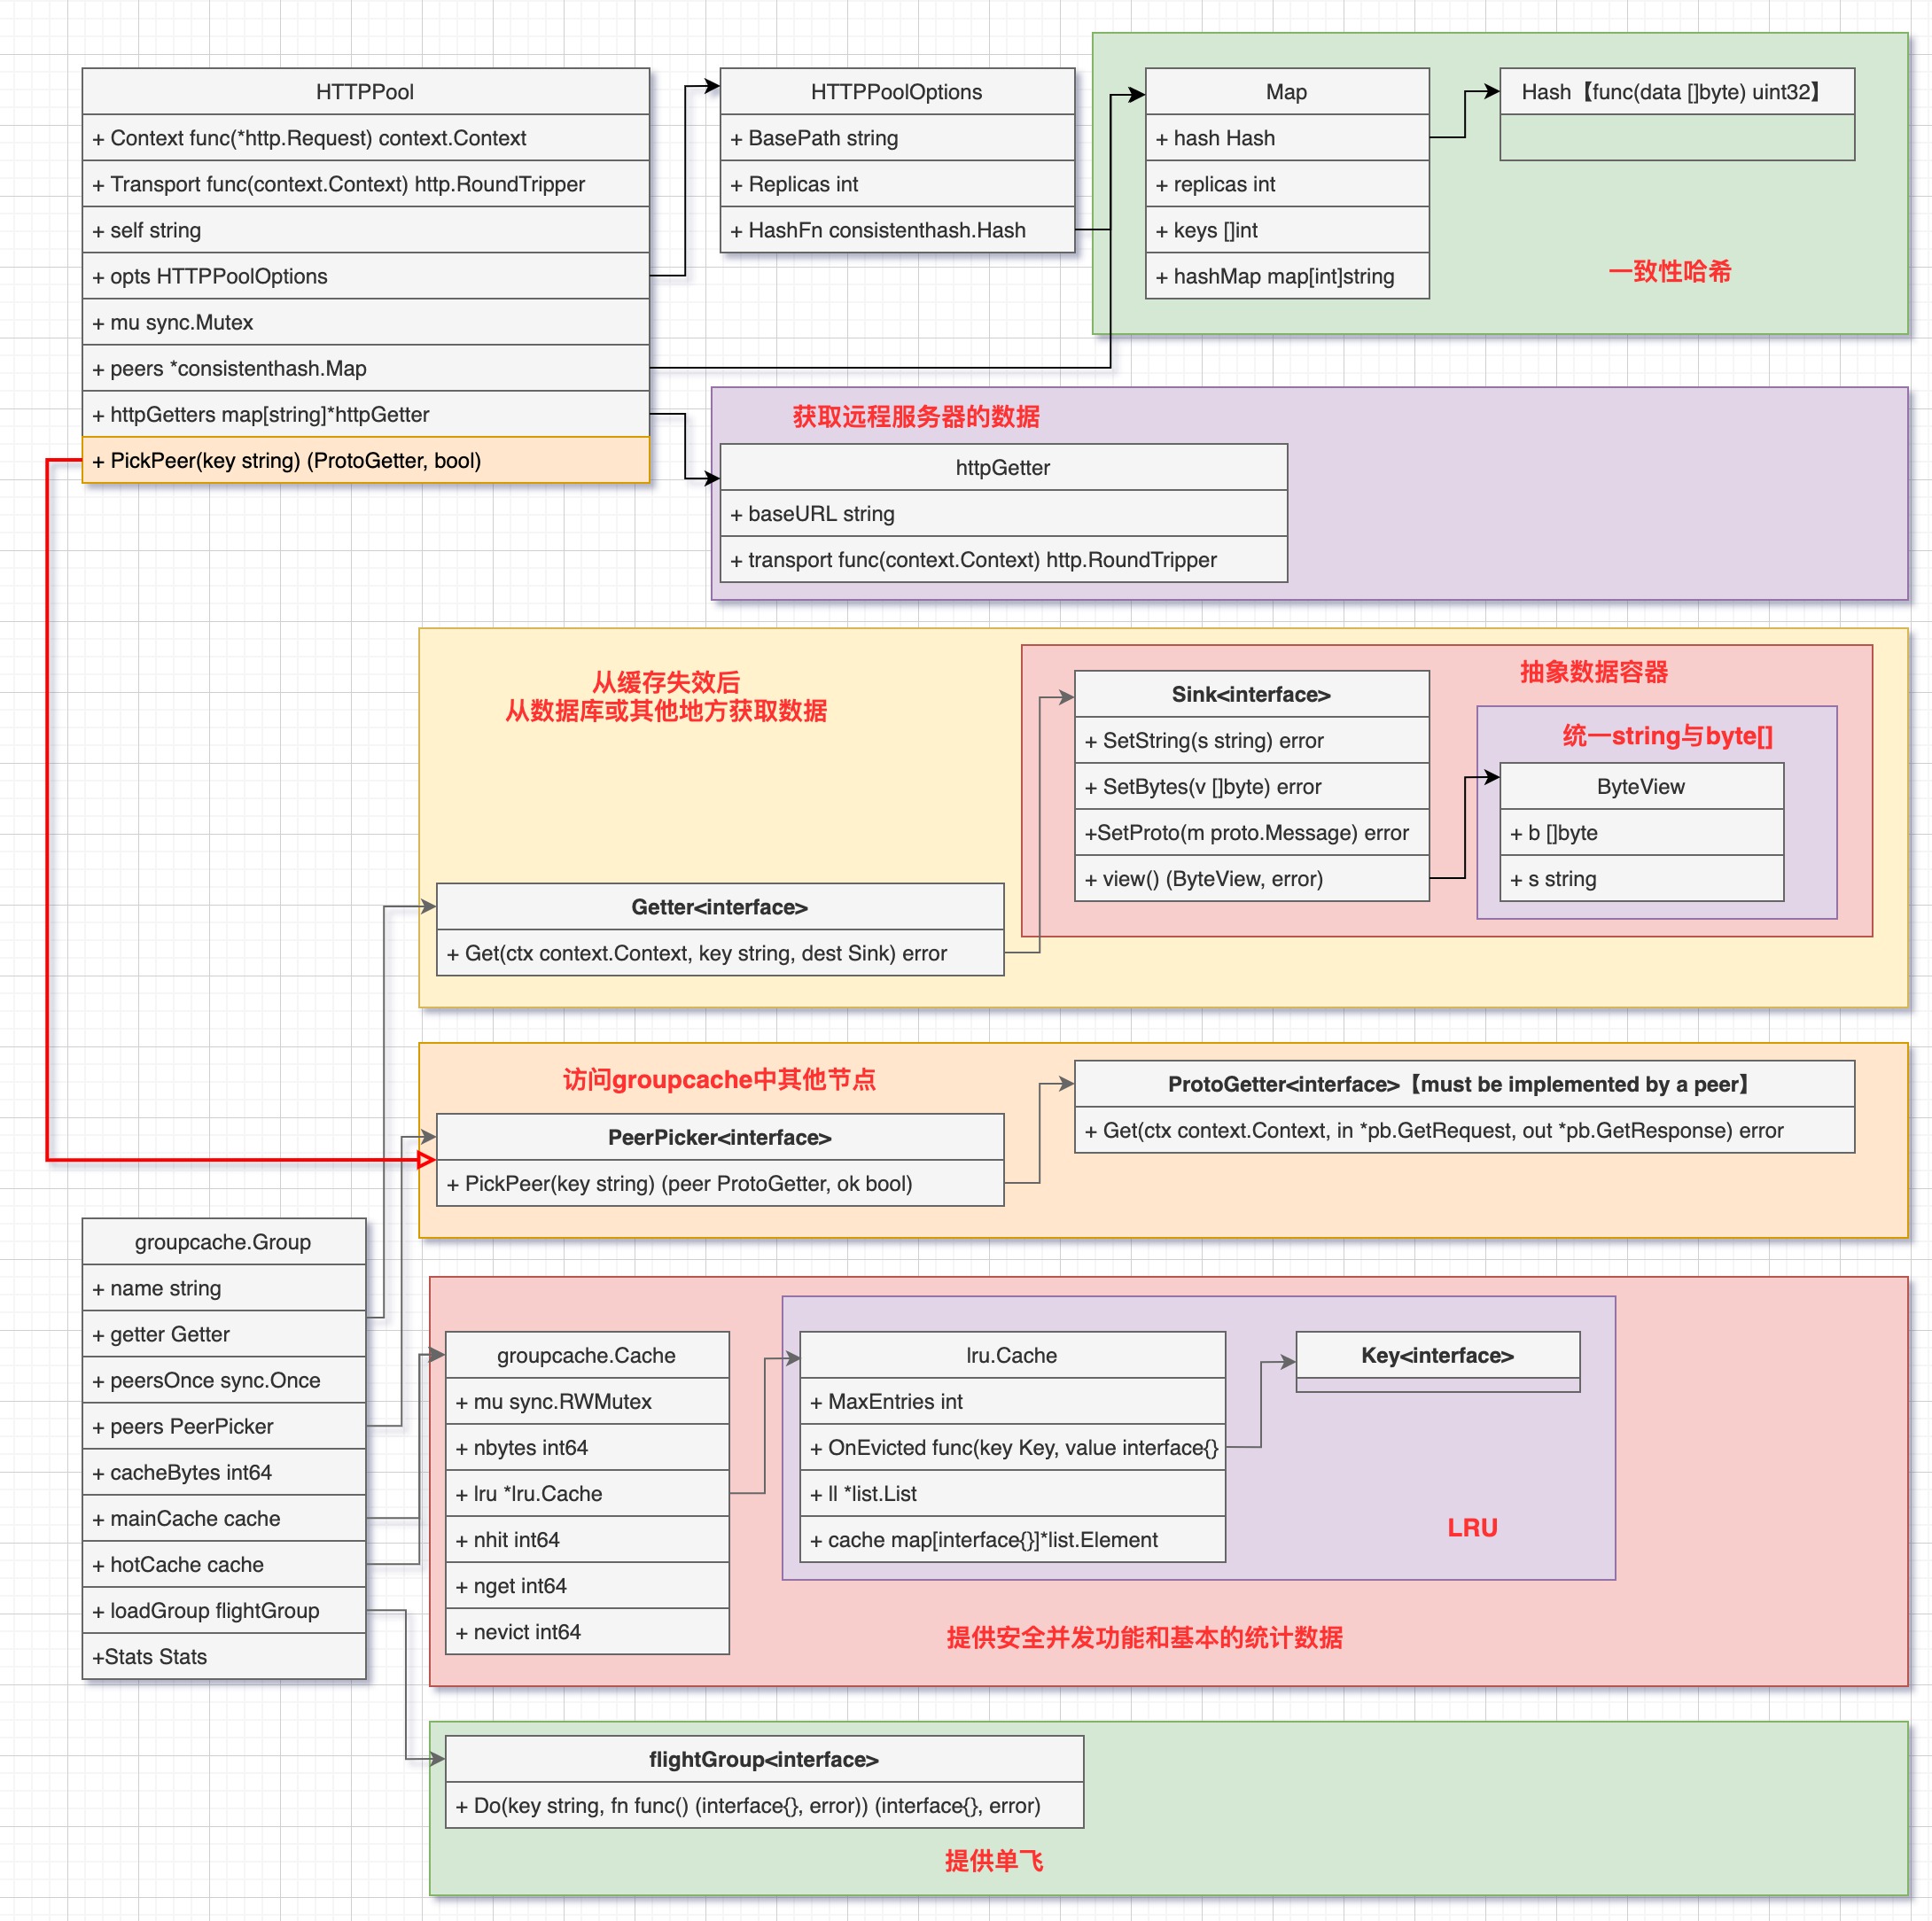 HTTPPool
+ Context func(*http.Request) context.Context
+ Transport func(context.Context) http.RoundTripper
+ self string
+ opts HTTPPoolOptions
+ mu sync.Mutex
+ peers *consistenthash.Map
+ httpGetters map[string]*httpGetter
+ PickPeer(key string) (ProtoGetter, bool)
HTTPPoolOptions
+ BasePath string
+ Replicas int
+ HashFn consistenthash.Hash
Map
+ hash Hash
+ replicas int
+ keys []int
+ hashMap map[int]string
Hash【func(data []byte) uint32】
一致性哈希
获取远程服务器的数据
httpGetter
+ baseURL string
+ transport func(context.Context) http.RoundTripper
从缓存失效后
从数据库或其他地方获取数据
Getter<interface>
+ Get(ctx context.Context, key string, dest Sink) error
抽象数据容器
Sink<interface>
+ SetString(s string) error
+ SetBytes(v []byte) error
+SetProto(m proto.Message) error
+ view() (ByteView, error)
统一string与byte[]
ByteView
+ b []byte
+ s string
访问groupcache中其他节点
PeerPicker<interface>
+ PickPeer(key string) (peer ProtoGetter, ok bool)
ProtoGetter<interface>【must be implemented by a peer】
+ Get(ctx context.Context, in *pb.GetRequest, out *pb.GetResponse) error
groupcache.Group
+ name string
+ getter Getter
+ peersOnce sync.Once
+ peers PeerPicker
+ cacheBytes int64
+ mainCache cache
+ hotCache cache
+ loadGroup flightGroup
+Stats Stats
groupcache.Cache
+ mu sync.RWMutex
+ nbytes int64
+ lru *lru.Cache
+ nhit int64
+ nget int64
+ nevict int64
lru.Cache
+ MaxEntries int
+ OnEvicted func(key Key, value interface{}
+ ll *list.List
+ cache map[interface{}]*list.Element
Key<interface>
LRU
提供安全并发功能和基本的统计数据
flightGroup<interface>
+ Do(key string, fn func() (interface{}, error)) (interface{}, error)
提供单飞